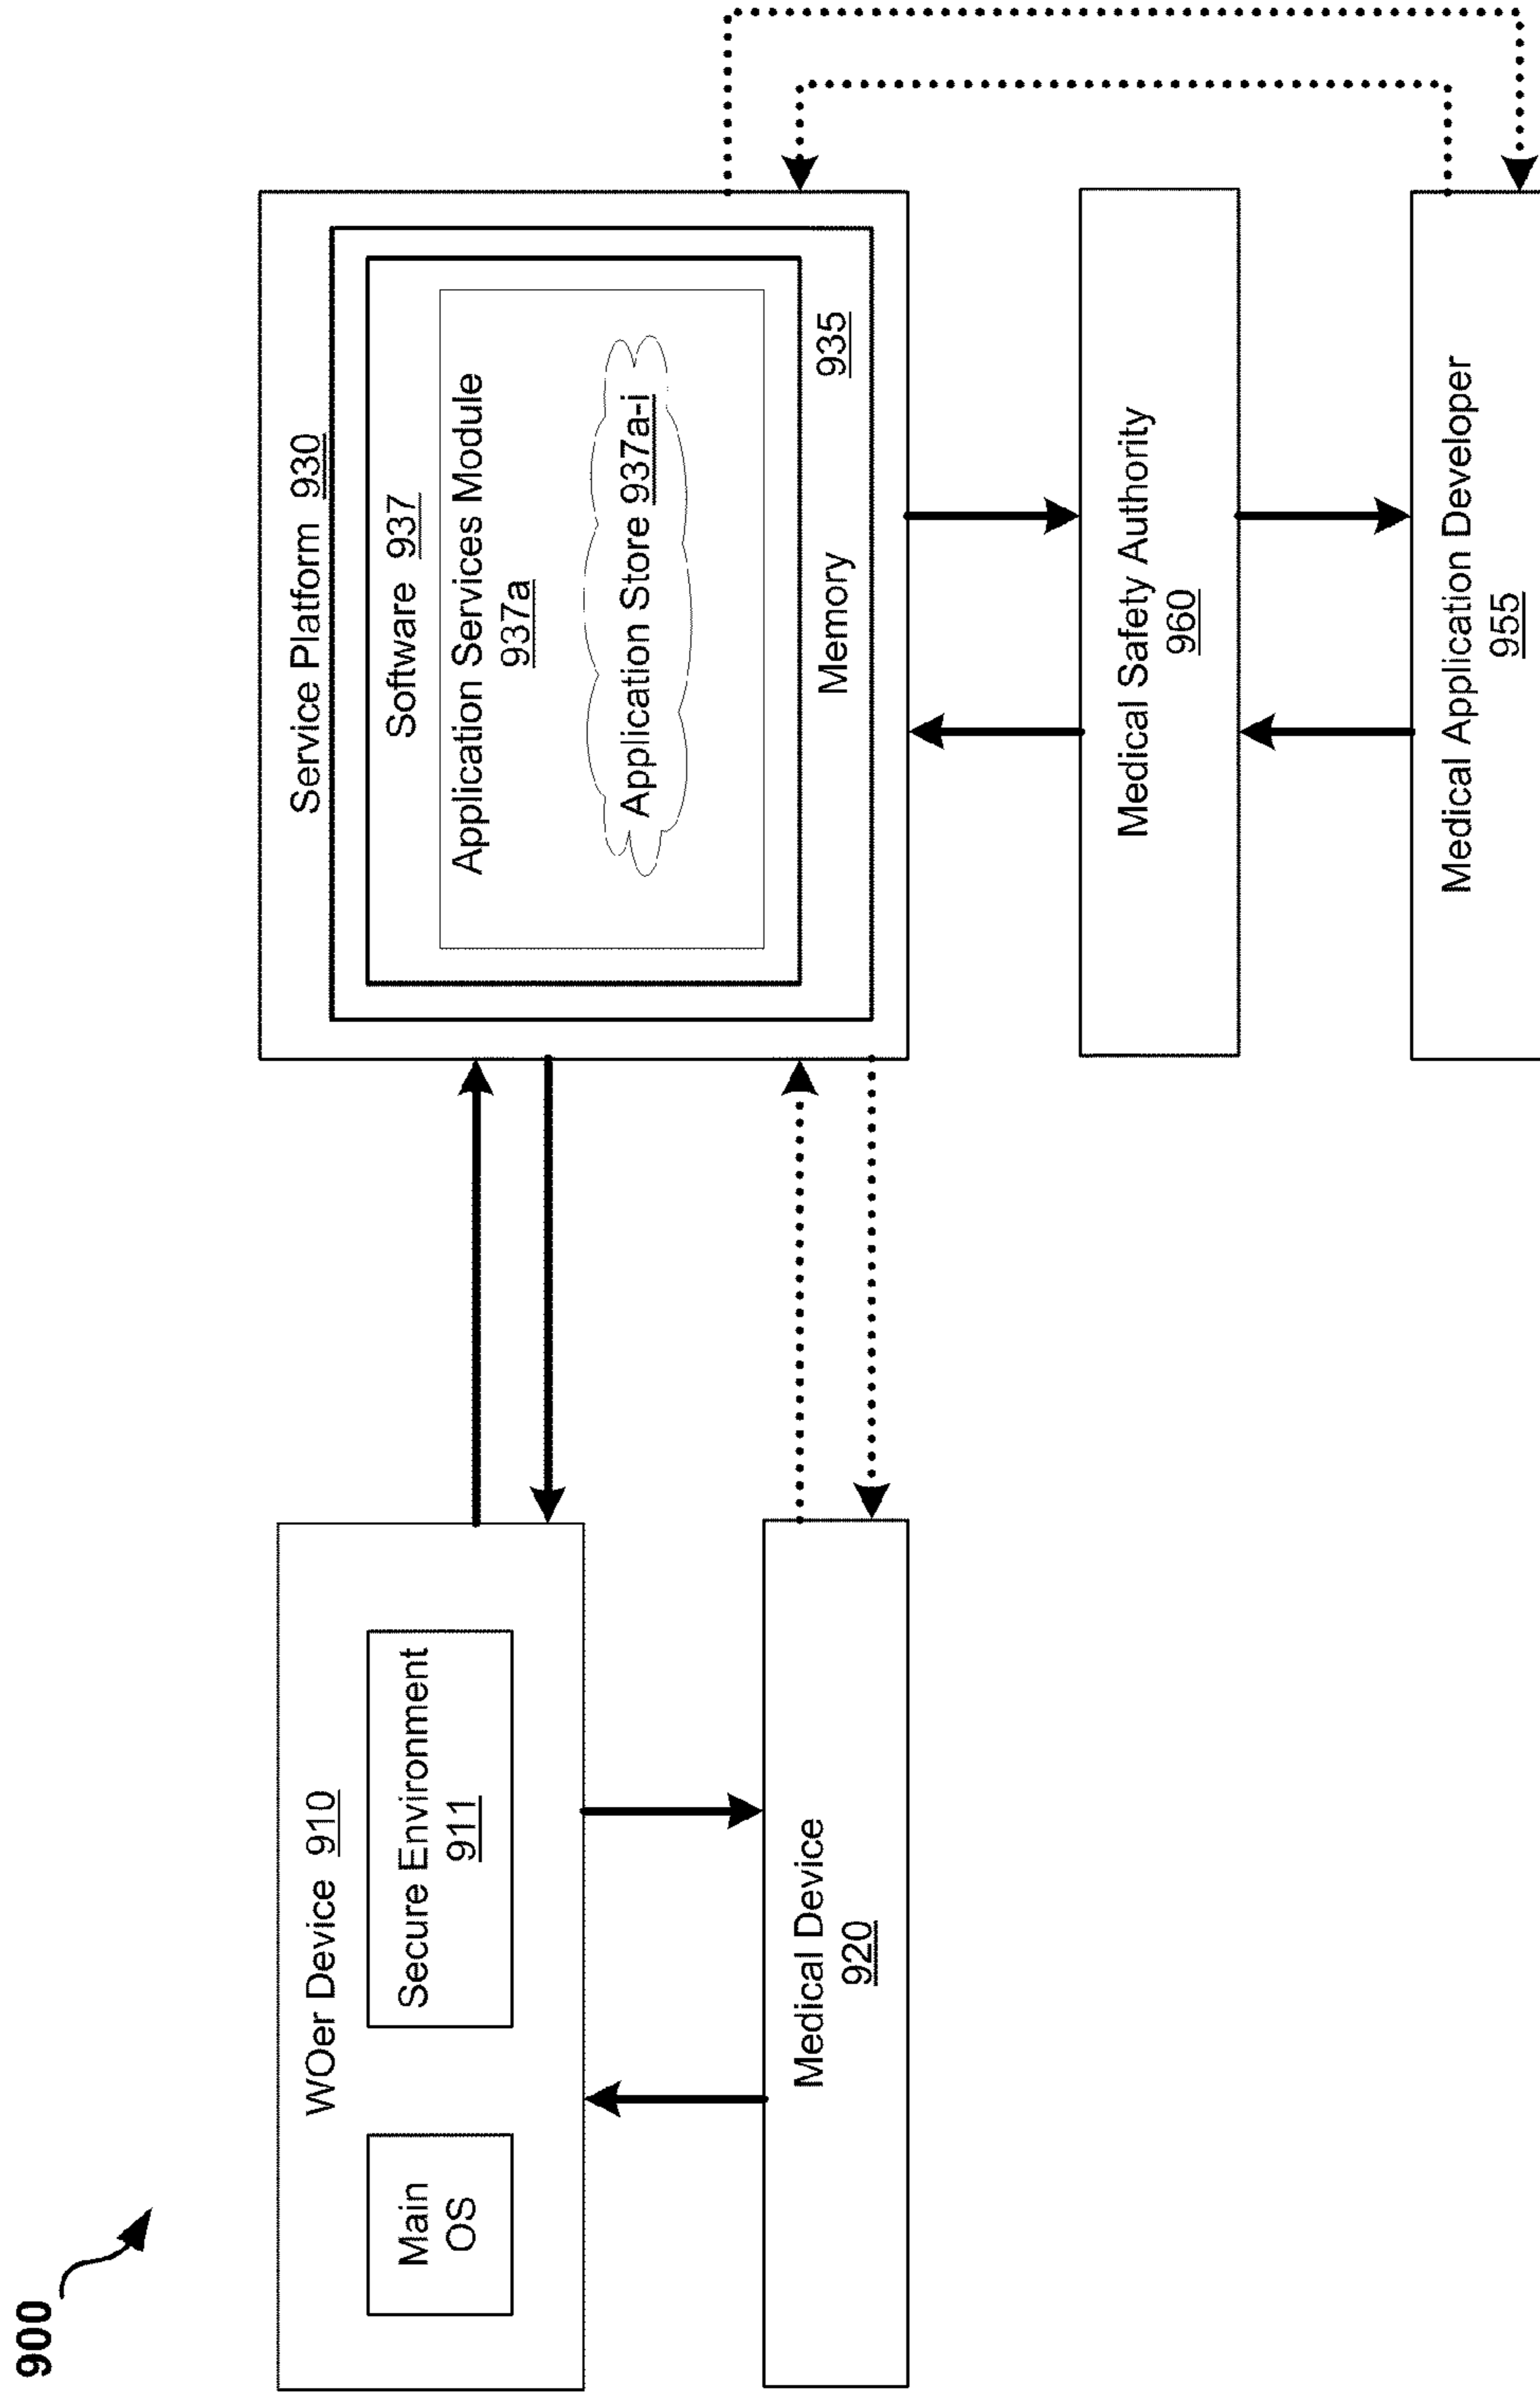 900
WOer Device 910
Main
OS
Secure Environment
911
Medical Device
920
Service Platform 930
Software 937
Application Services Module
937a
Application Store 937a-i
Memory 935
Medical Safety Authority
960
Medical Application Developer
955